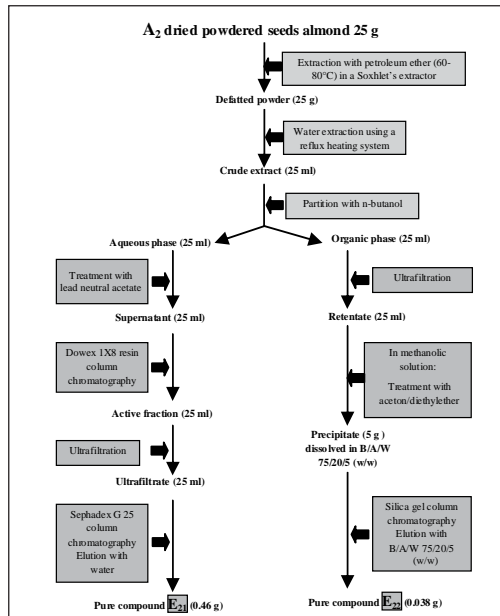 A2 dried powdered seeds almond 25 g
Extraction with petroleum ether (60-
80°C) in a Soxhlet's extractor
Defatted powder (25 g)
Water extraction using a
reflux heating system
Crude extract (25 ml)
Partition with n-butanol
Aqueous phase (25 ml)
Organic phase (25 ml)
Treatment with
lead neutral acetate
Ultrafiltration
Supernatant (25 ml)
Retentate (25 ml)
Dowex 1X8 resin
column
chromatography
In methanolic
solution:
Treatment with
aceton/diethylether
Active fraction (25 ml)
Precipitate (5 g )
dissolved in B/A/W
75/20/5 (w/w)
Ultrafiltration
Ultrafiltrate (25 ml)
Sephadex G 25
column
chromatography
Elution with
water
Silica gel column
chromatography
Elution with
B/A/W 75/20/5
(w/w)
Pure compound E21 (0.46 g)
Pure compound E22 (0.038 g)